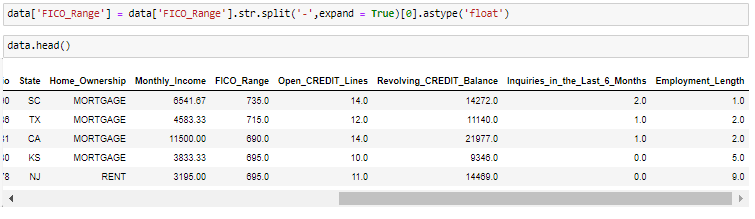 data['FICO_Range'] = data['FICO_Range'].str.split('-',expand = True)[0].astype('float')
data.head()
io State Home_Ownership Monthly_Income FICO_Range Open_CREDIT_Lines Revolving_CREDIT_Balance Inquiries_in_the_Last_6_Months Employment_Length
SC MORTGAGE 6541.67 735.0 14.0 14272.0 2.0 1.0
TX MORTGAGE 4583.33 715.0 12.0 11140.0 1.0 2.0
CA MORTGAGE 11500.00 690.0 14.0 21977.0 1.0 2.0
KS MORTGAGE 3833.33 695.0 10.0 9346.0 0.0 5.0
NJ RENT 3195.00 695.0 11.0 14469.0 0.0 9.0